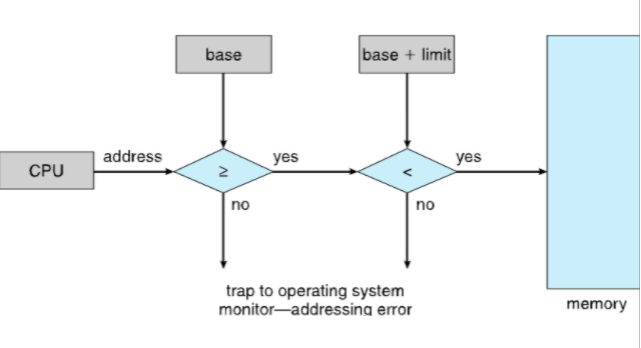 base
base + limit
CPU
address
≥
yes
<
yes
no
no
trap to operating system
monitor—addressing error
memory